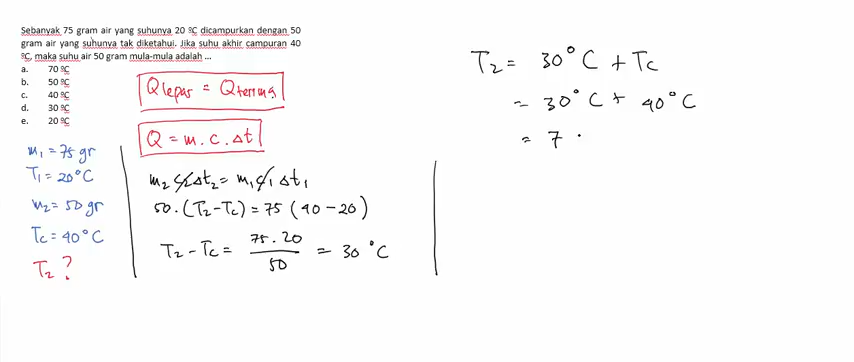 Sebanyak 75 gram air yang suhunya 20 ºC dicampurkan dengan 50
gram air yang suhunya tak diketahui. Jika suhu akhir campuran 40
ºC, maka suhu air 50 gram mula-mula adalah ...
a. 70 ºC
b. 50 ºC
c. 40 ºC
d. 30 ºC
e. 20 ºC
Qlepas = Qterima
Q = m.c.Δt
m₁ = 75 gr
T₁ = 20°C
m₂ = 50 gr
Tc = 40°C
T₂ ?
m₂ c₂ Δt₂ = m₁ c₁ Δt₁
50.(T₂-Tc) = 75 (40-20)
T₂-Tc = 75.20 / 50 = 30 °C
T₂ = 30°C + Tc
= 30°C + 40°C
= 7